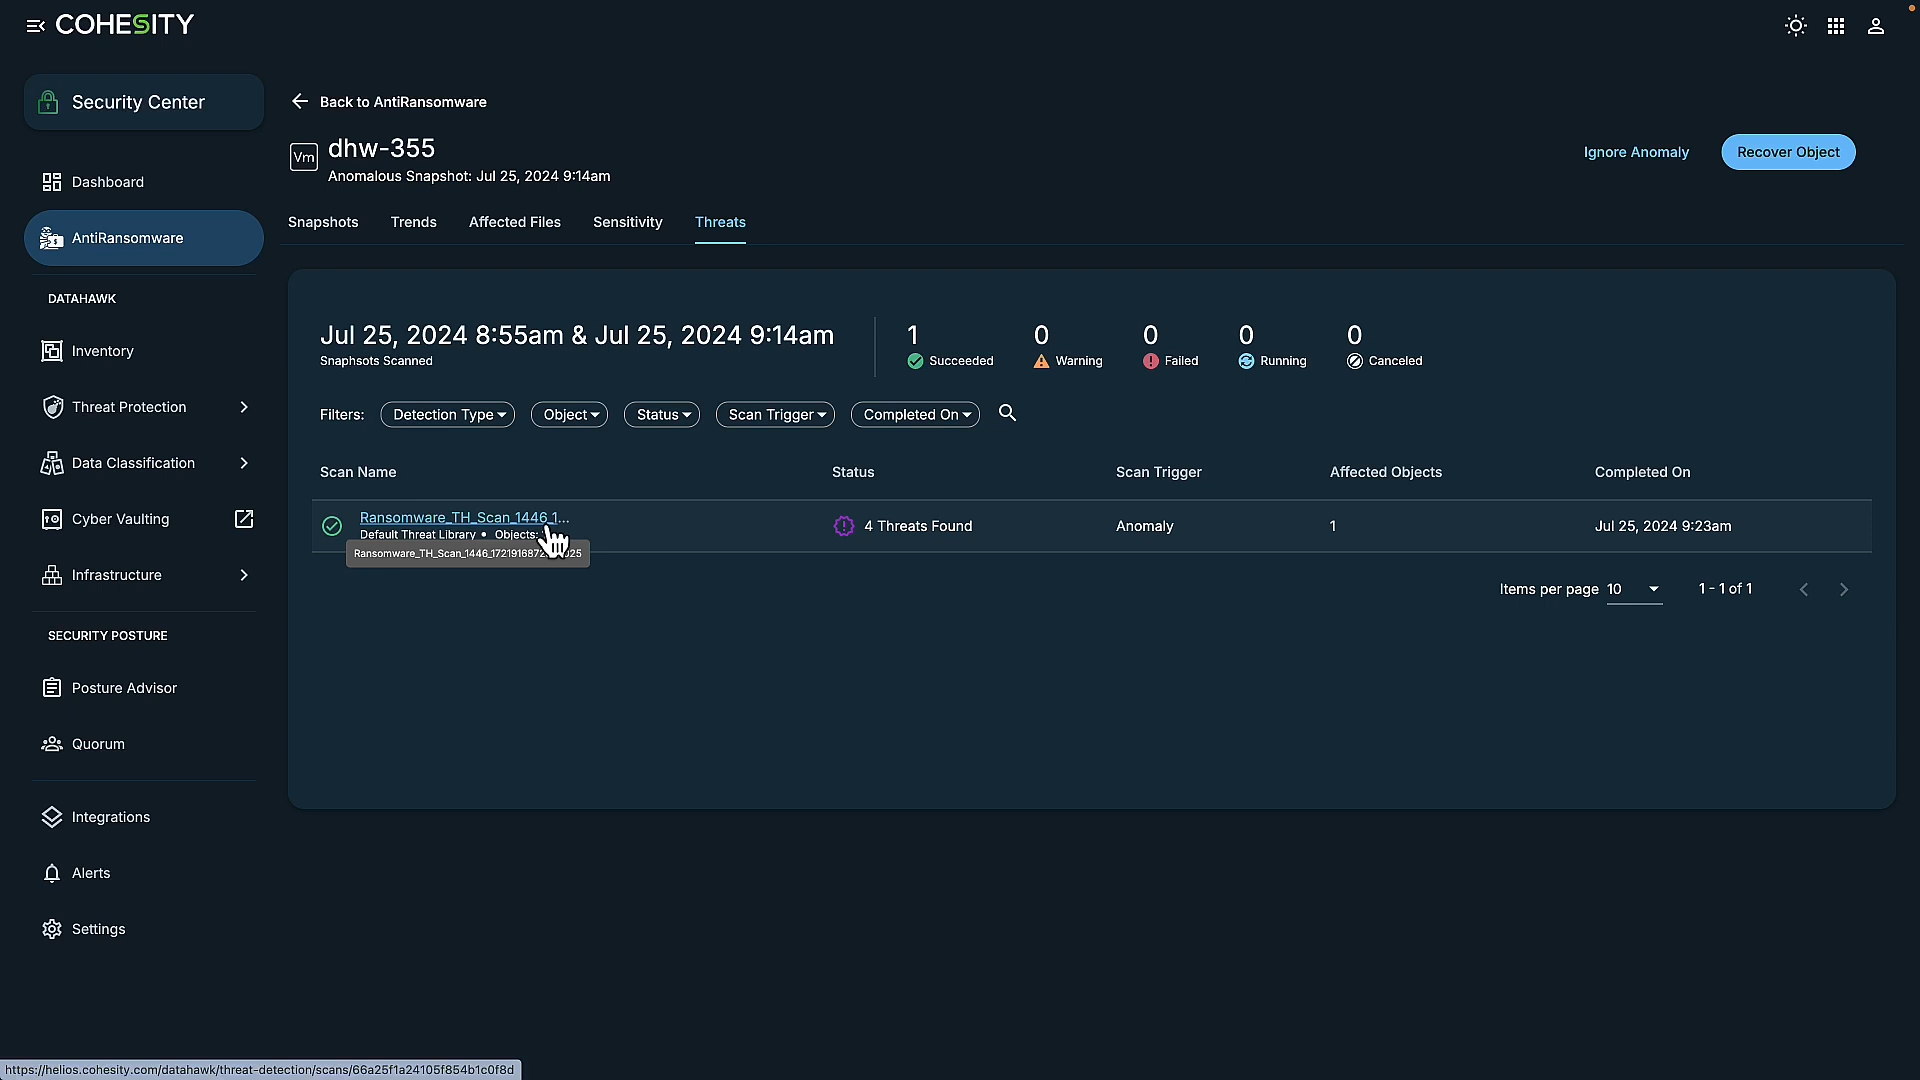 COHESITY
Security Center
Back to AntiRansomware
Vm
dhw-355
Anomalous Snapshot: Jul 25, 2024 9:14am
Ignore Anomaly
Recover Object
Dashboard
AntiRansomware
DATAHAWK
Inventory
Threat Protection
Data Classification
Cyber Vaulting
Infrastructure
SECURITY POSTURE
Posture Advisor
Quorum
Integrations
Alerts
Settings
Snapshots Trends Affected Files Sensitivity Threats
Jul 25, 2024 8:55am & Jul 25, 2024 9:14am
Snaphsots Scanned
1 0 0 0 0
Succeeded Warning Failed Running Canceled
Filters: Detection Type Object Status Scan Trigger Completed On
Scan Name Status Scan Trigger Affected Objects Completed On
Ransomware_TH_Scan_1446_1...
Default Threat Library • Objects:
4 Threats Found Anomaly 1 Jul 25, 2024 9:23am
Items per page 10 1 - 1 of 1
https://helios.cohesity.com/datahawk/threat-detection/scans/66a25f1a24105f854b1c0f8d